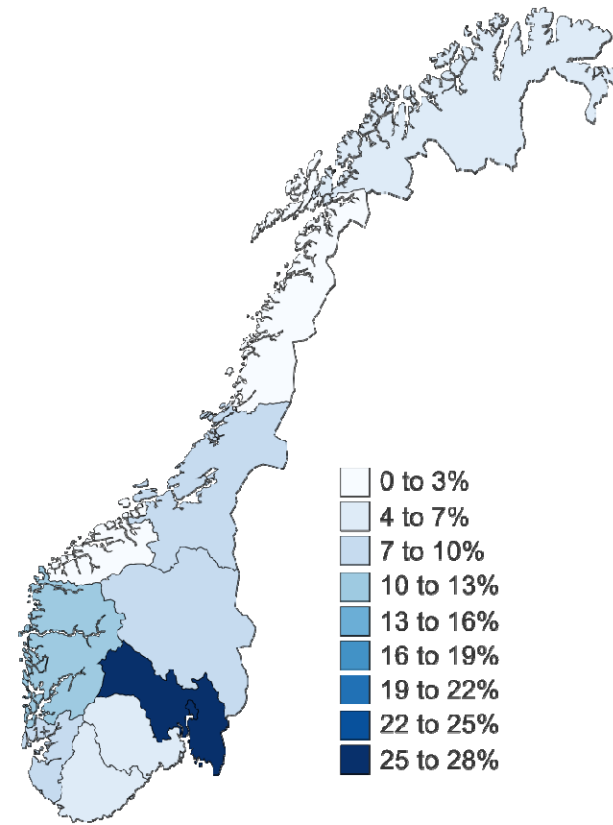 0 to 3%
4 to 7%
7 to 10%
10 to 13%
13 to 16%
16 to 19%
19 to 22%
22 to 25%
25 to 28%